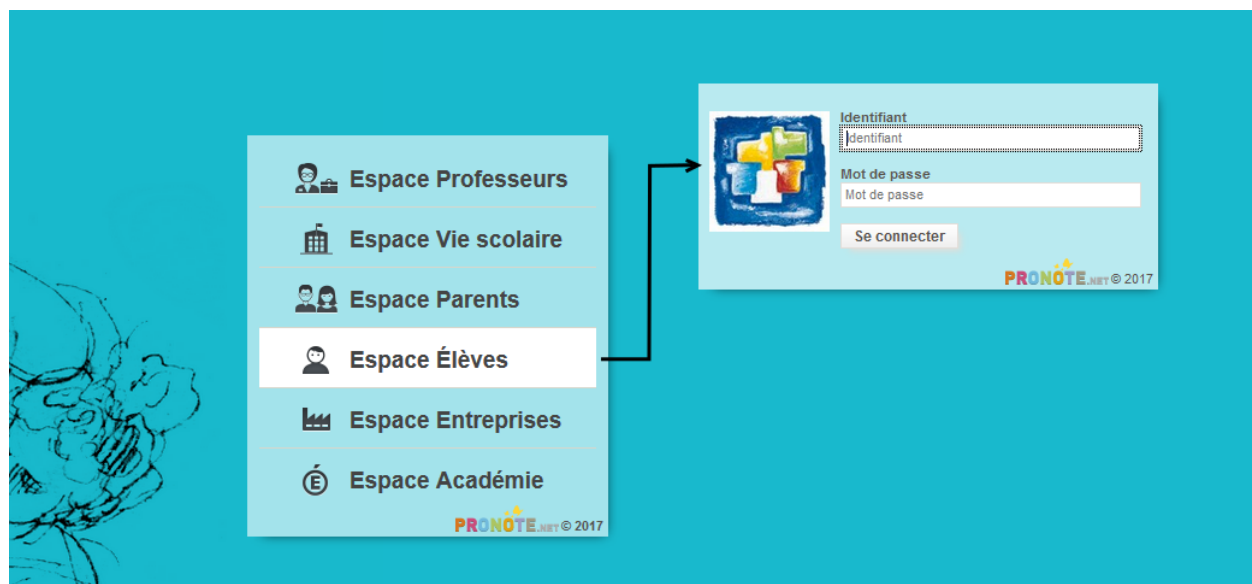 Espace Professeurs
Espace Vie scolaire
Espace Parents
Espace Élèves
Espace Entreprises
É
Espace Académie
PRONOTE.NET © 2017
Identifiant
Identifiant
Mot de passe
Mot de passe
Se connecter
PRONOTE.NET © 2017